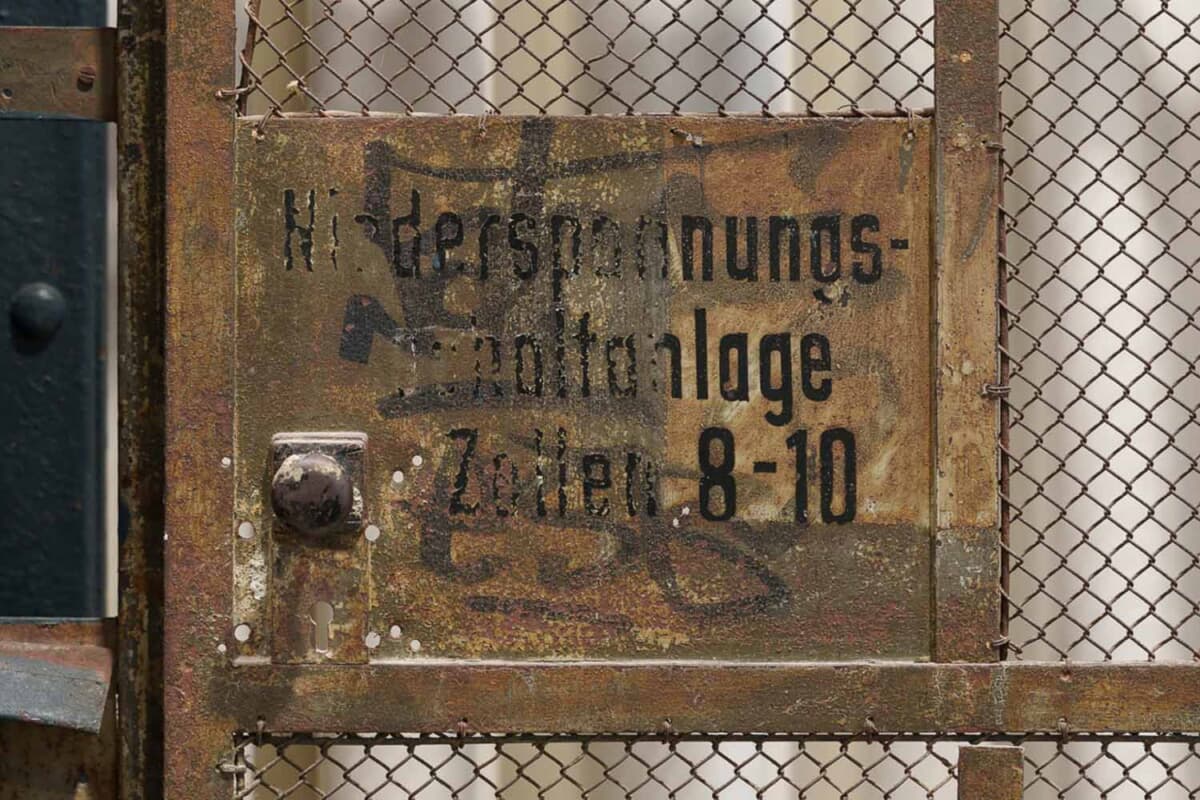 Niederspannungs-
schaltanlage
Zellen 8-10